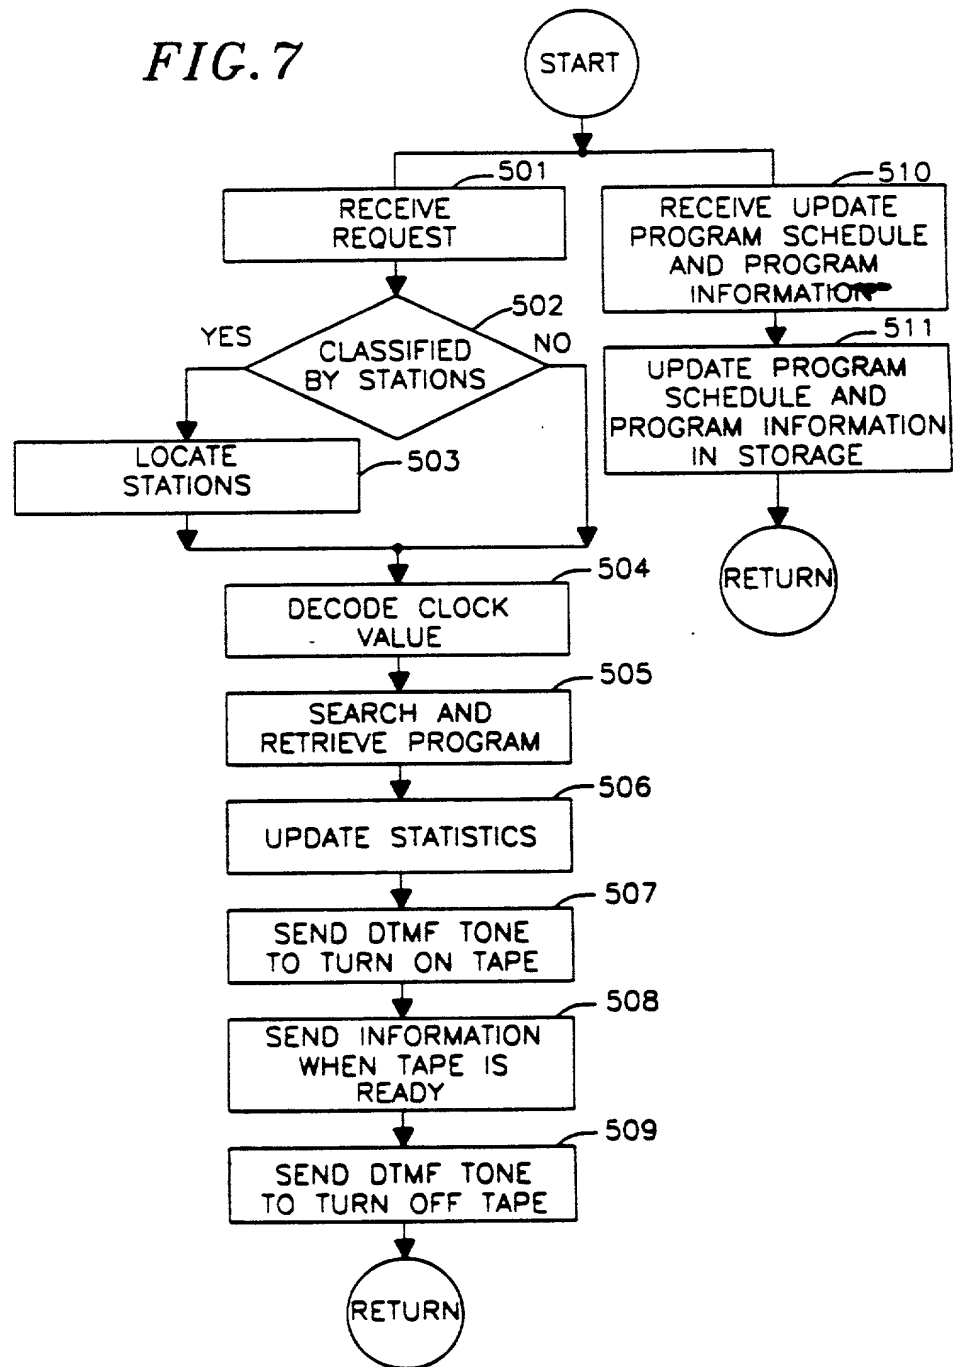 FIG. 7
START
501
RECEIVE
REQUEST
502
YES
NO
CLASSIFIED
BY STATIONS
503
LOCATE
STATIONS
504
DECODE CLOCK
VALUE
505
SEARCH AND
RETRIEVE PROGRAM
506
UPDATE STATISTICS
507
SEND DTMF TONE
TO TURN ON TAPE
508
SEND INFORMATION
WHEN TAPE IS
READY
509
SEND DTMF TONE
TO TURN OFF TAPE
RETURN
510
RECEIVE UPDATE
PROGRAM SCHEDULE
AND PROGRAM
INFORMATION
511
UPDATE PROGRAM
SCHEDULE AND
PROGRAM INFORMATION
IN STORAGE
RETURN